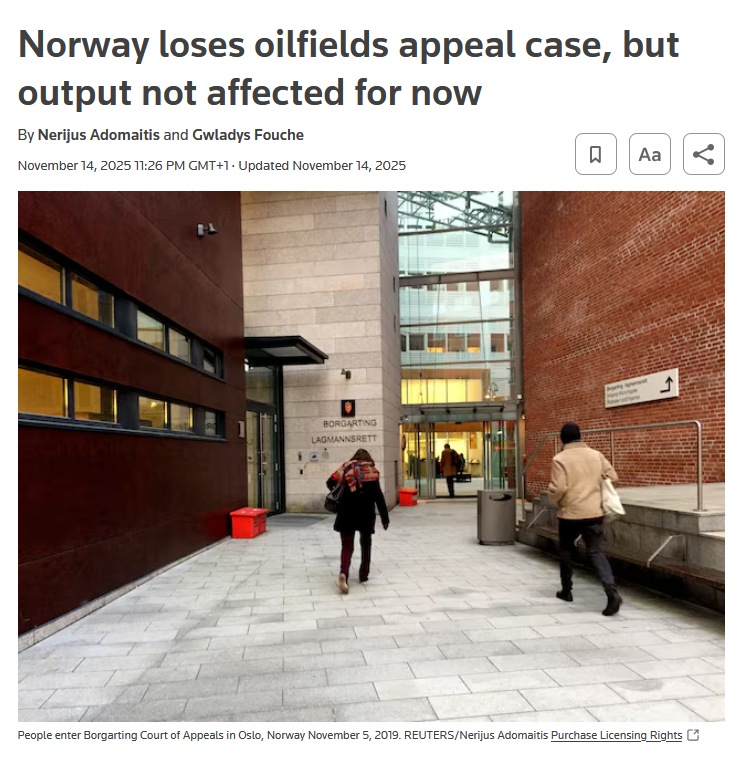 Norway loses oilfields appeal case, but
output not affected for now
By Nerijus Adomaitis and Gwladys Fouche
November 14, 2025 11:26 PM GMT+1 · Updated November 14, 2025
Aa
BORGARTING
LAGMANNSRETT
Borgarting lagmannsrett
People enter Borgarting Court of Appeals in Oslo, Norway November 5, 2019. REUTERS/Nerijus Adomaitis Purchase Licensing Rights